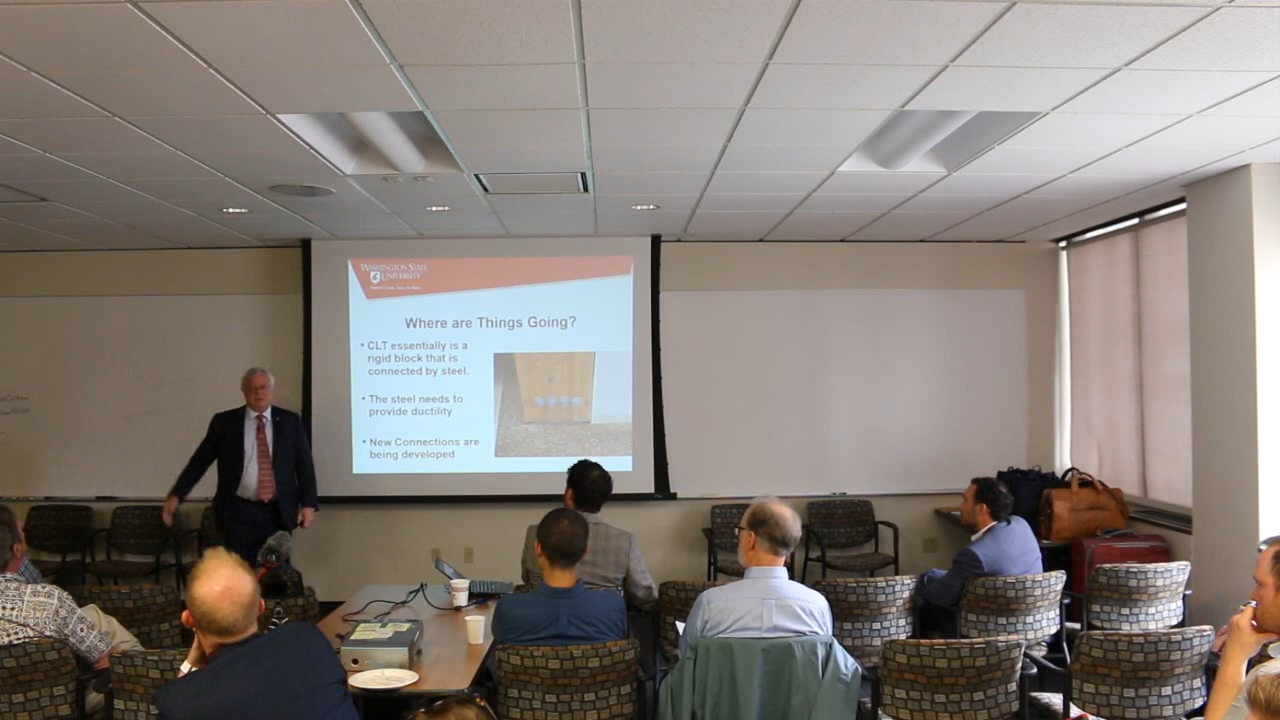 WASHINGTON STATE
UNIVERSITY
Where are Things Going?
• CLT essentially is a
rigid block that is
connected by steel.
• The steel needs to
provide ductility
• New Connections are
being developed